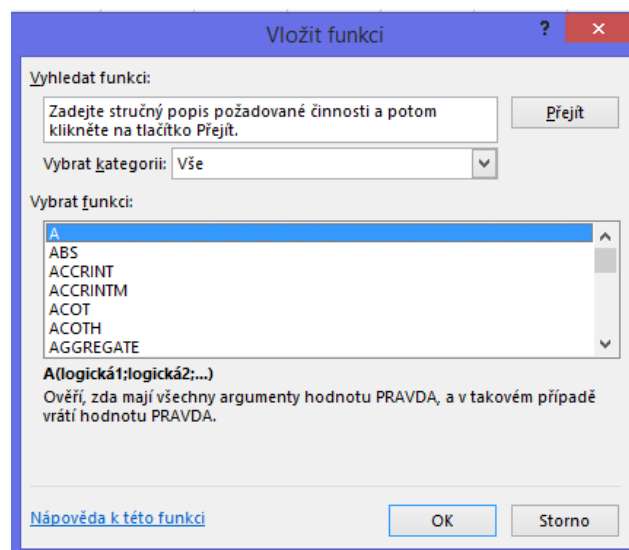 Vložit funkci
?
×
Vyhledat funkci:
Zadejte stručný popis požadované činnosti a potom
klikněte na tlačítko Přejít.
Přejít
Vybrat kategorii: Vše
Vybrat funkci:
A
ABS
ACCRINT
ACCRINTM
ACOT
ACOTH
AGGREGATE
A(logická1;logická2;...)
Ověří, zda mají všechny argumenty hodnotu PRAVDA, a v takovém případě
vrátí hodnotu PRAVDA.
Nápověda k této funkci
OK
Storno